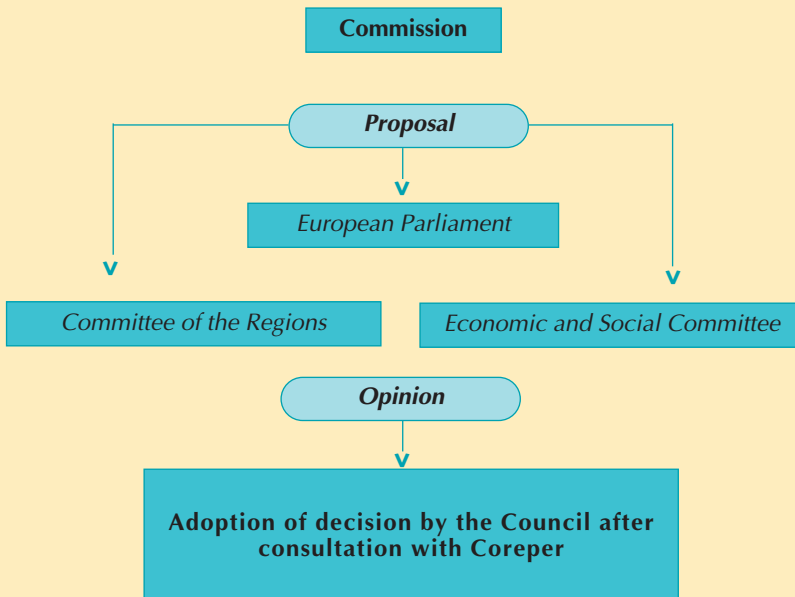 Commission
Proposal
European Parliament
Committee of the Regions
Economic and Social Committee
Opinion
Adoption of decision by the Council after
consultation with Coreper